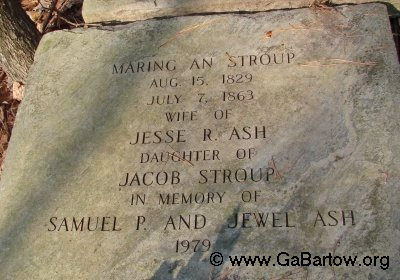 MARING AN STROUP
AUG. 15. 1829
JULY 7. 1863
WIFE OF
JESSE R. ASH
DAUGHTER OF
JACOB STROUP
IN MEMORY OF
SAMUEL P. AND JEWEL ASH
1979
© www.GaBartow.org